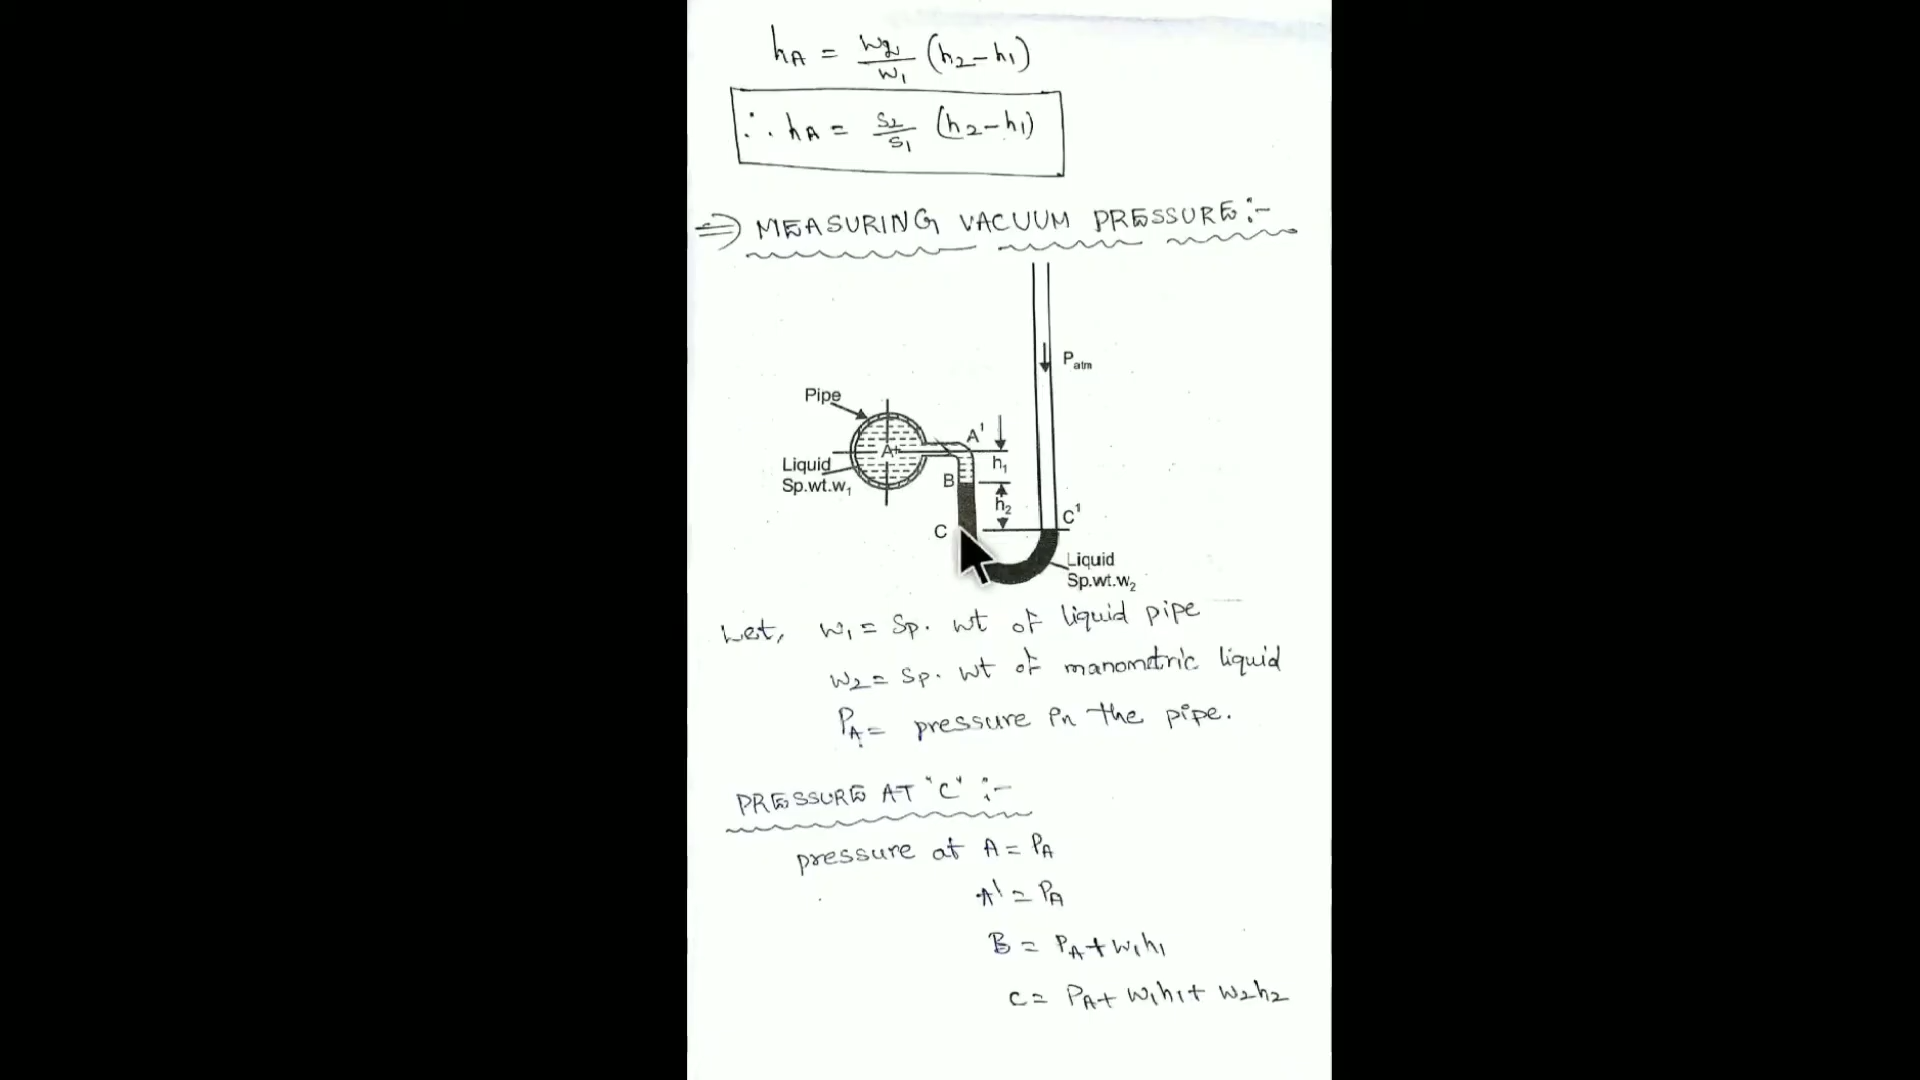 hA = w2/w1 (h2-h1)
∴ hA = S2/S1 (h2-h1)
⇒ MEASURING VACUUM PRESSURE:-
Patm
Pipe
A'
A
h1
Liquid
Sp.wt.w1
B
h2
C'
C
Liquid
Sp.wt.w2
Let, w1 = Sp. wt of liquid pipe
w2 = Sp. wt of manometric liquid
PA = pressure in the pipe.
PRESSURE AT "C" :-
pressure at A = PA
A' = PA
B = PA + w1h1
C = PA + w1h1 + w2h2